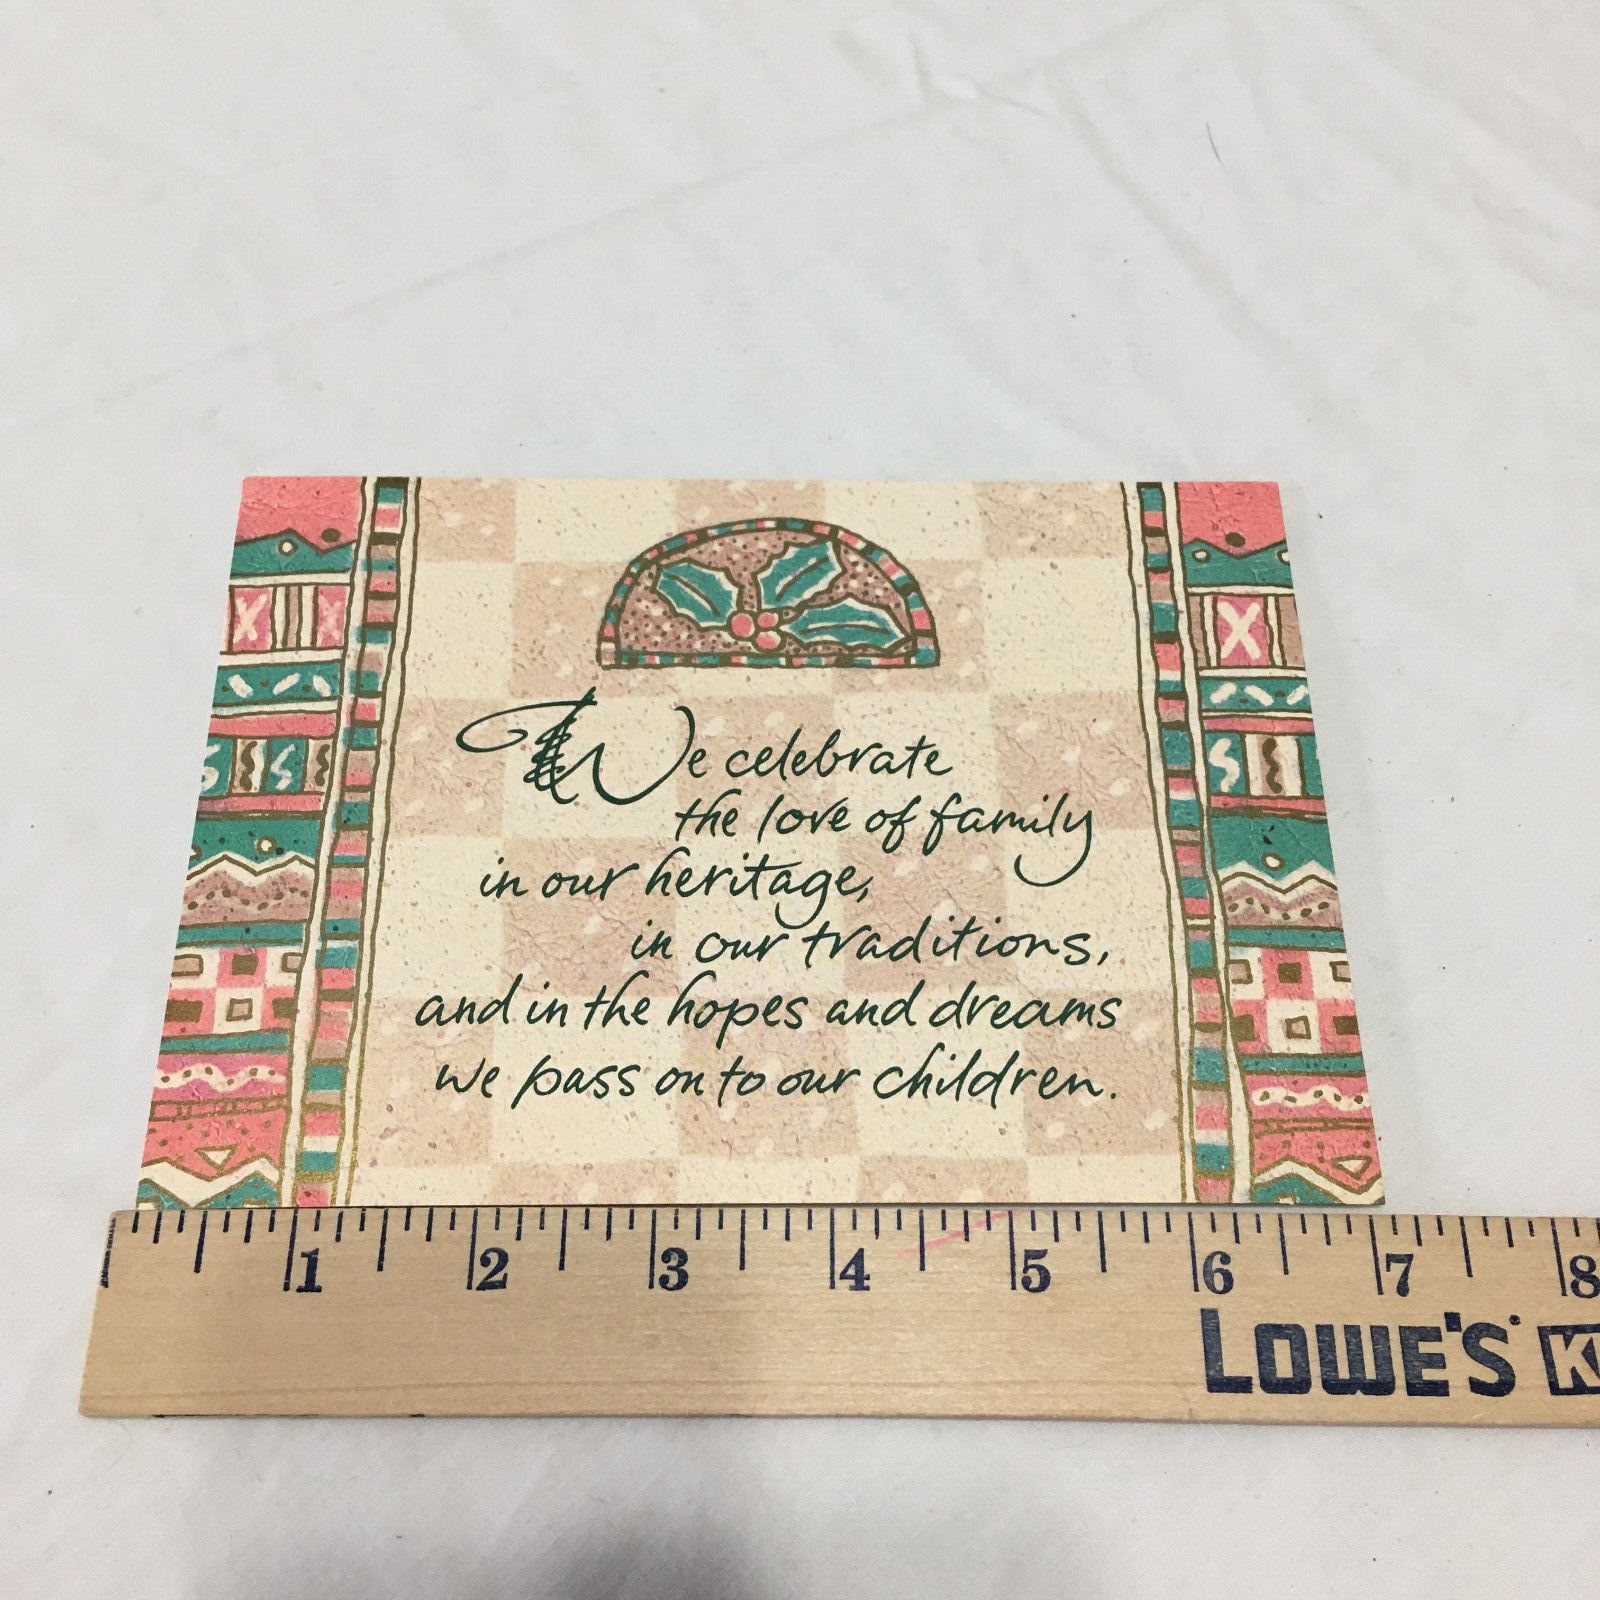 We celebrate
the love of family
in our heritage,
in our traditions,
and in the hopes and dreams
we pass on to our children.
1 2 3 4 5 6 7 8
LOWE'S